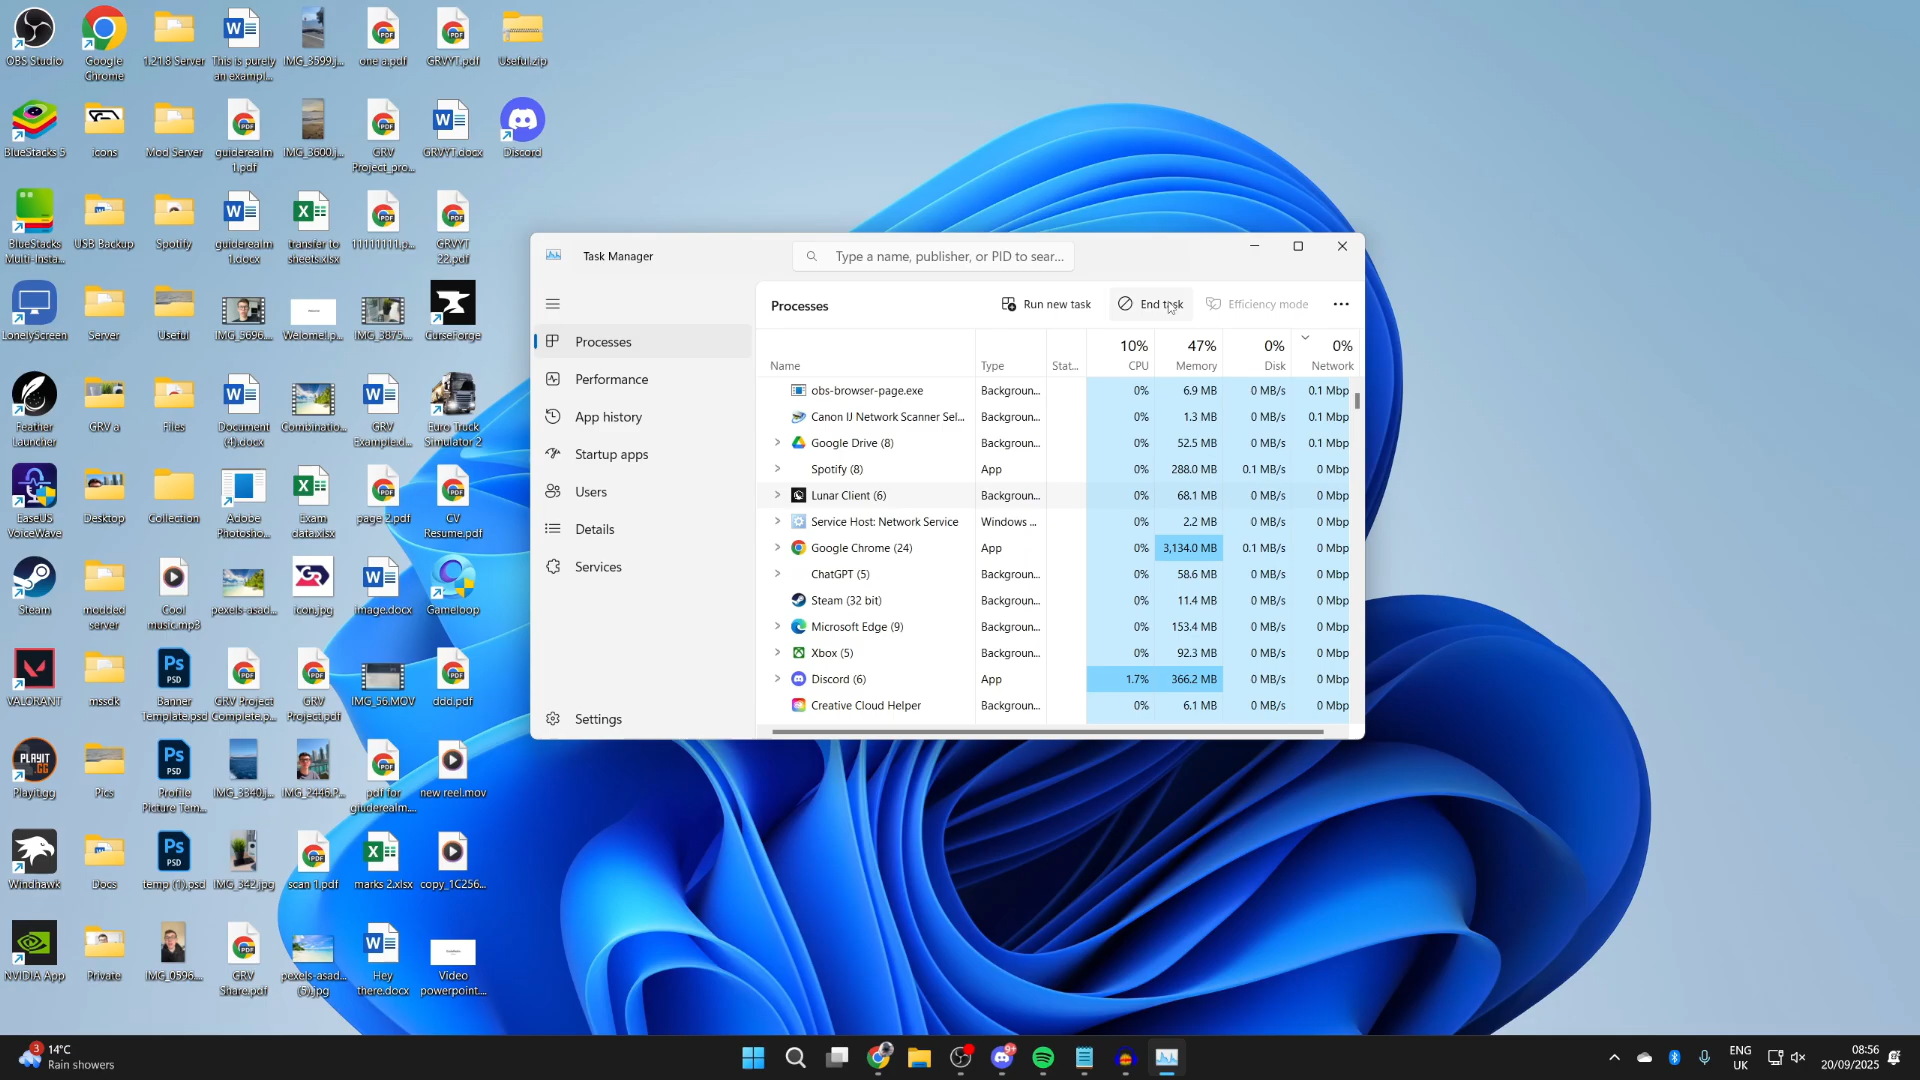 OBS Studio
Google
Chrome
1.21.8 Server
This is purely
an exampl...
IMG_3599.j...
one a.pdf
GRVYT.pdf
Useful.zip
BlueStacks 5
icons
Mod Server
guiderealm
1.pdf
IMG_3600.j...
GRV
Project_pro...
GRVYT.docx
Discord
BlueStacks
Multi-Insta...
USB Backup
Spotify
guiderealm
1.docx
transfer to
sheets.xlsx
11111111.p...
GRVYT
22.pdf
LonelyScreen
Server
Useful
IMG_5696....
Welome!.p...
IMG_3875....
CurseForge
Feather
Launcher
GRV a
Files
Document
(4).docx
Combinatio...
GRV
Example.d...
Euro Truck
Simulator 2
EaseUS
VoiceWave
Desktop
Collection
Adobe
Photosho...
Exam
data.xlsx
page 2.pdf
CV
Resume.pdf
Steam
modded
server
Cool
music.mp3
pexels-asad...
icon.jpg
image.docx
Gameloop
VALORANT
mssdk
Banner
Template.psd
GRV Project
Complete.p...
GRV
Project.pdf
IMG_56.MOV
ddd.pdf
Playit.gg
Pics
Profile
Picture Tem...
IMG_3340.j...
IMG_2446.P...
pdf for
giuderealm....
new reel.mov
Windhawk
Docs
temp (1).psd
IMG_342.jpg
scan 1.pdf
marks 2.xlsx
copy_1C256...
NVIDIA App
Private
IMG_0596....
GRV
Share.pdf
pexels-asad...
(5).jpg
Hey
there.docx
Video
powerpoint....
Task Manager
Type a name, publisher, or PID to sear...
Processes
Performance
App history
Startup apps
Users
Details
Services
Settings
Processes
Run new task
End task
Efficiency mode
10% 47% 0% 0%
Name Type Stat... CPU Memory Disk Network
obs-browser-page.exe Backgroun... 0% 6.9 MB 0 MB/s 0.1 Mbp
Canon IJ Network Scanner Sel... Backgroun... 0% 1.3 MB 0 MB/s 0.1 Mbp
Google Drive (8) Backgroun... 0% 52.5 MB 0 MB/s 0.1 Mbp
Spotify (8) App 0% 288.0 MB 0.1 MB/s 0 Mbp
Lunar Client (6) Backgroun... 0% 68.1 MB 0 MB/s 0 Mbp
Service Host: Network Service Windows ... 0% 2.2 MB 0 MB/s 0 Mbp
Google Chrome (24) App 0% 3,134.0 MB 0.1 MB/s 0 Mbp
ChatGPT (5) Backgroun... 0% 58.6 MB 0 MB/s 0 Mbp
Steam (32 bit) Backgroun... 0% 11.4 MB 0 MB/s 0 Mbp
Microsoft Edge (9) Backgroun... 0% 153.4 MB 0 MB/s 0 Mbp
Xbox (5) Backgroun... 0% 92.3 MB 0 MB/s 0 Mbp
Discord (6) App 1.7% 366.2 MB 0 MB/s 0 Mbp
Creative Cloud Helper Backgroun... 0% 6.1 MB 0 MB/s 0 Mbp
3
14°C
Rain showers
9+
ENG
UK
08:56
20/09/2025